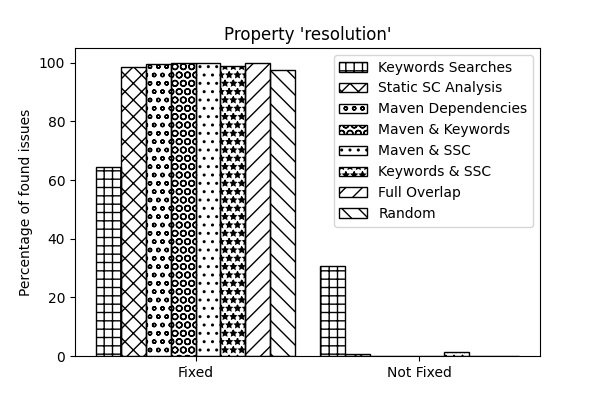 Property 'resolution'
Percentage of found issues
100
80
60
40
20
0
Fixed
Not Fixed
Keywords Searches
Static SC Analysis
Maven Dependencies
Maven & Keywords
Maven & SSC
Keywords & SSC
Full Overlap
Random